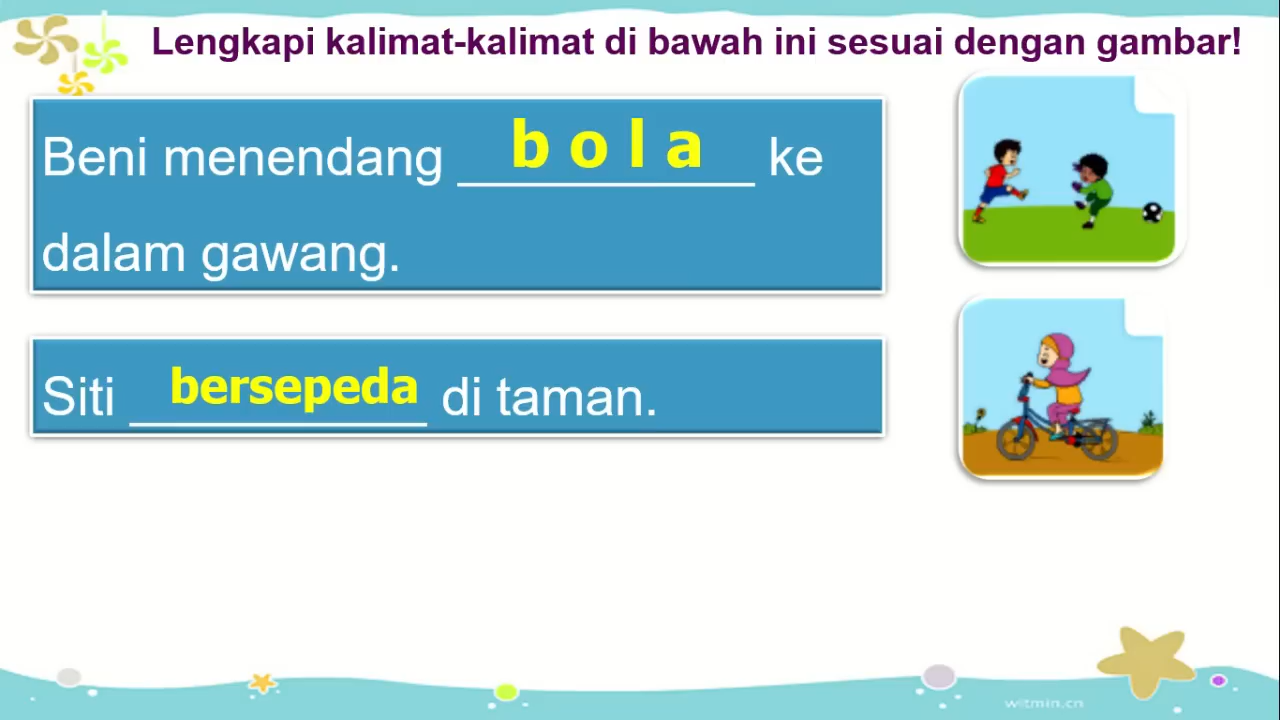 Lengkapi kalimat-kalimat di bawah ini sesuai dengan gambar!
Beni menendang b o l a ke
dalam gawang.
Siti bersepeda di taman.
witmin.cn